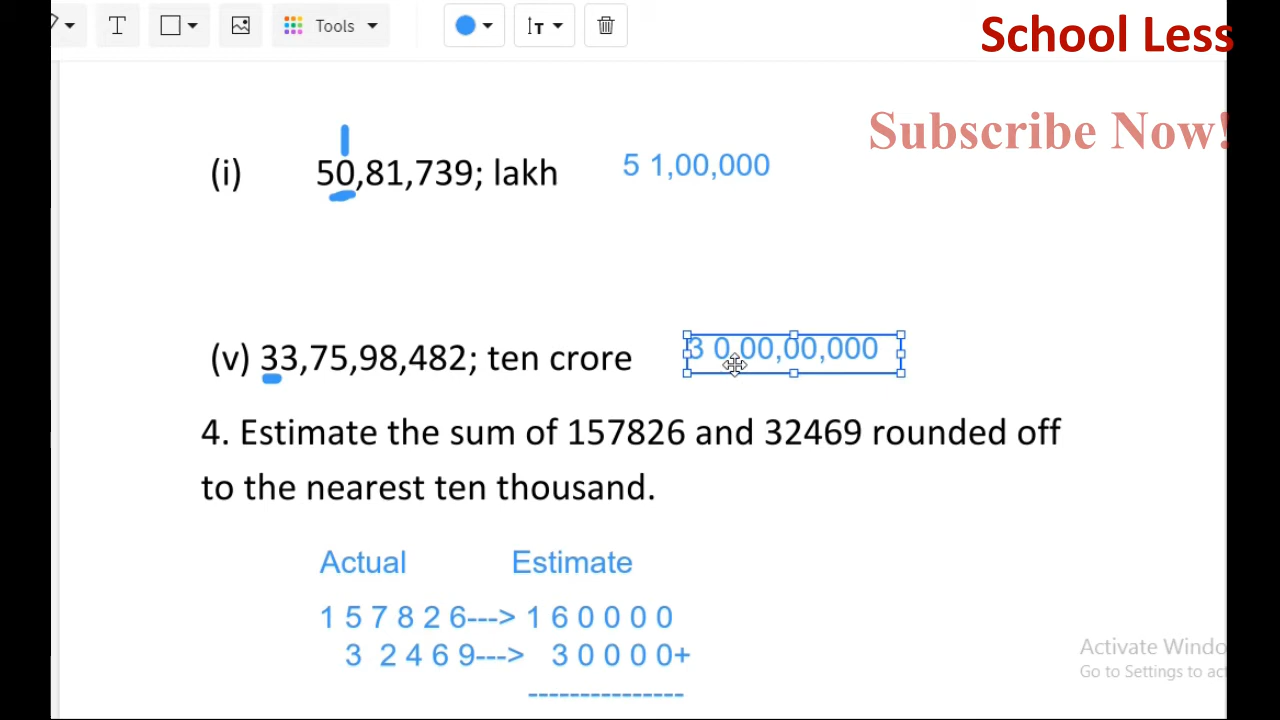 T Tools T
School Less
Subscribe Now!
(i) 50,81,739; lakh 5 1,00,000
(v) 33,75,98,482; ten crore 3 0,00,00,000
4. Estimate the sum of 157826 and 32469 rounded off
to the nearest ten thousand.
Actual Estimate
1 5 7 8 2 6---> 1 6 0 0 0 0
3 2 4 6 9---> 3 0 0 0 0+
---------------
Activate Windo
Go to Settings to act